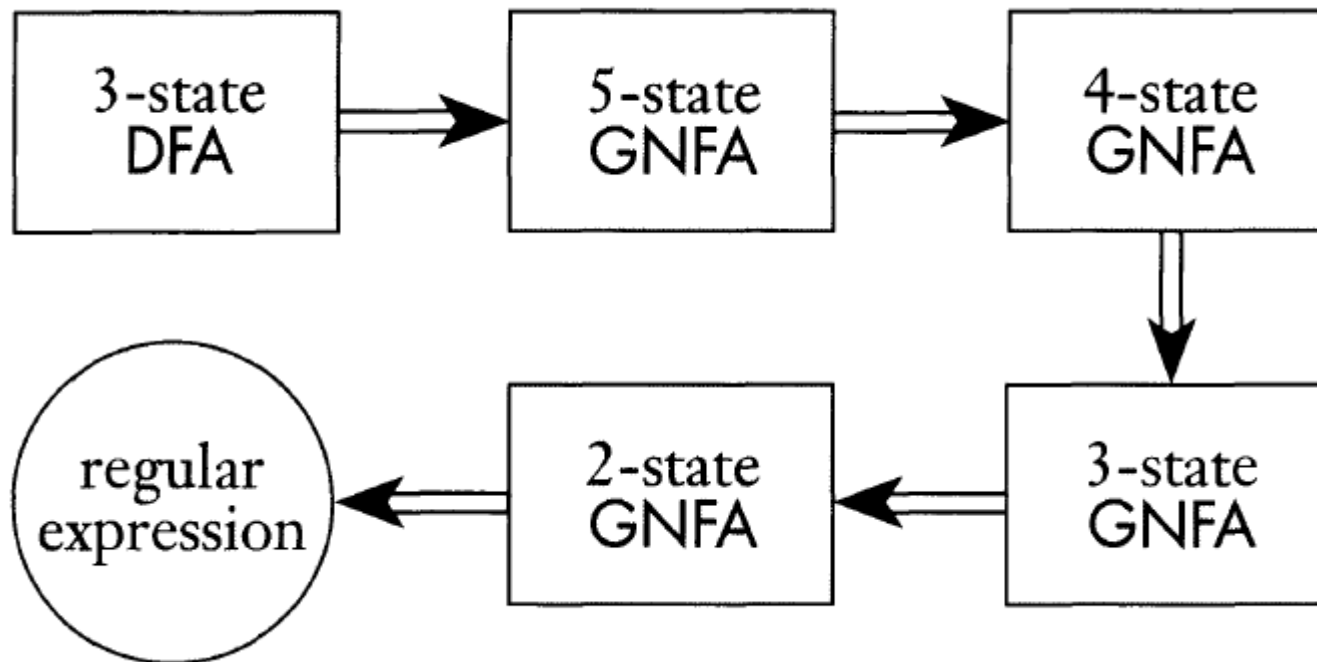 3-state
DFA
5-state
GNFA
4-state
GNFA
3-state
GNFA
2-state
GNFA
regular
expression